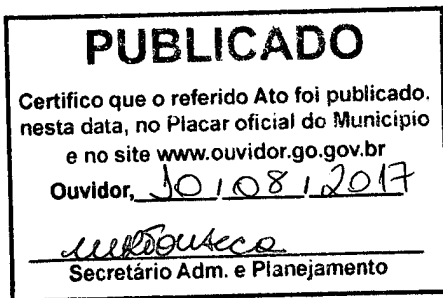 PUBLICADO
Certifico que o referido Ato foi publicado.
nesta data, no Placar oficial do Município
e no site www.ouvidor.go.gov.br
Ouvidor, 10 / 08 / 2017
Secretário Adm. e Planejamento